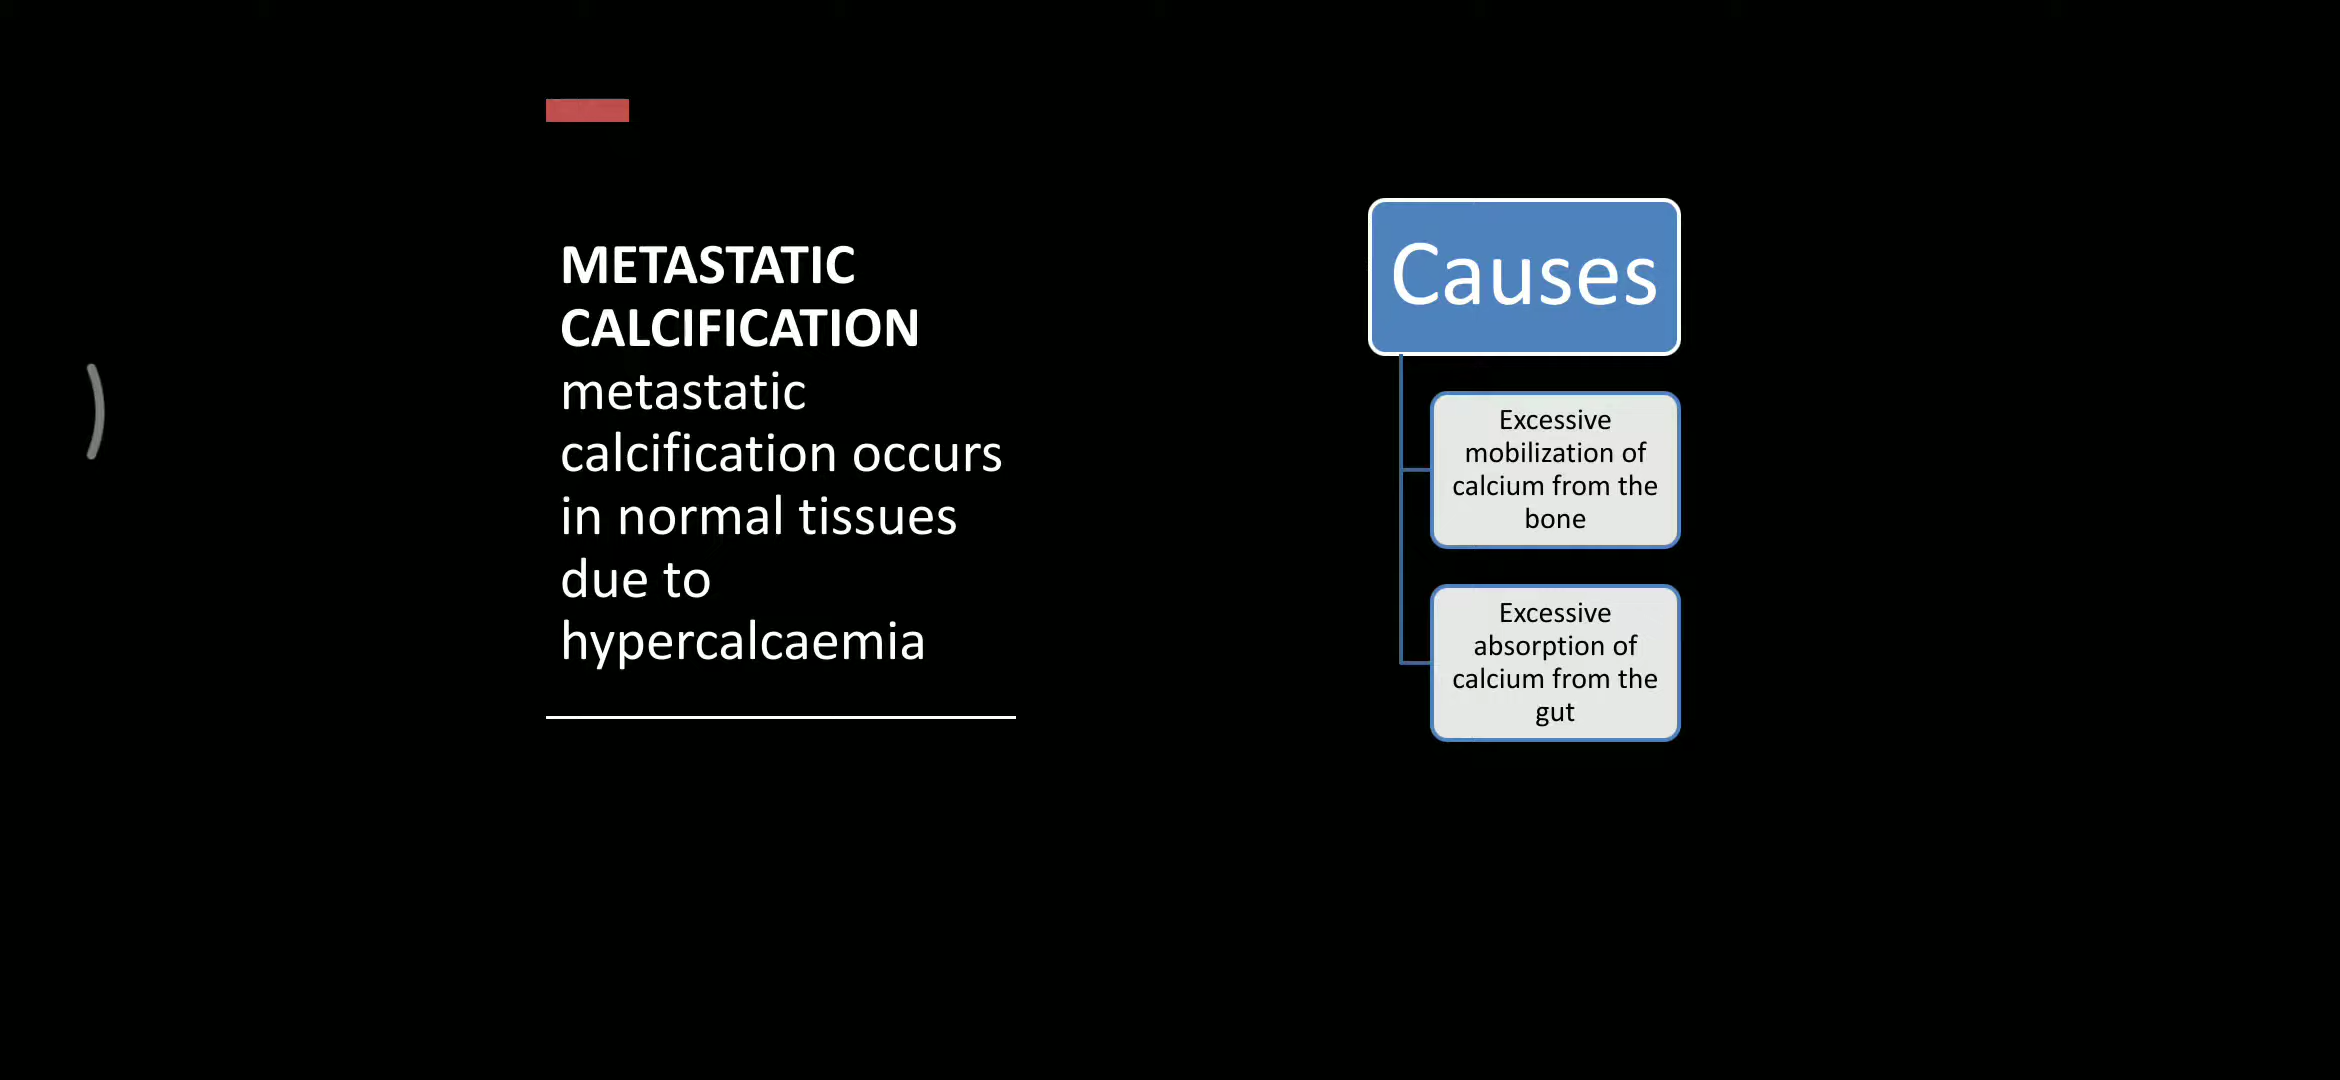 METASTATIC
CALCIFICATION
metastatic
calcification occurs
in normal tissues
due to
hypercalcaemia
Causes
Excessive
mobilization of
calcium from the
bone
Excessive
absorption of
calcium from the
gut